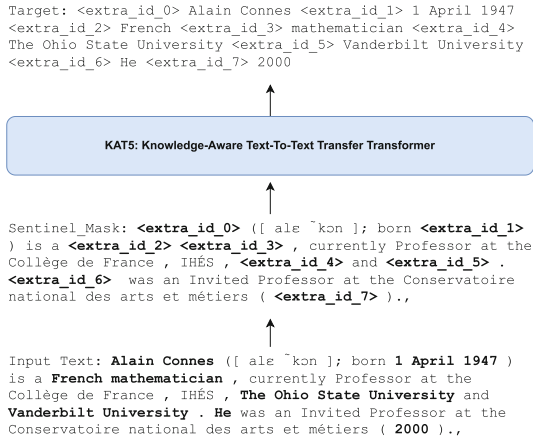 Target: <extra_id_0> Alain Connes <extra_id_1> 1 April 1947
<extra_id_2> French <extra_id_3> mathematician <extra_id_4>
The Ohio State University <extra_id_5> Vanderbilt University
<extra_id_6> He <extra_id_7> 2000
KAT5: Knowledge-Aware Text-To-Text Transfer Transformer
Sentinel_Mask: <extra_id_0> ([ alɛ ̃kɔn ]; born <extra_id_1>
) is a <extra_id_2> <extra_id_3> , currently Professor at the
Collège de France , IHÉS , <extra_id_4> and <extra_id_5> .
<extra_id_6> was an Invited Professor at the Conservatoire
national des arts et métiers ( <extra_id_7> ).,
Input Text: Alain Connes ([ alɛ ̃kɔn ]; born 1 April 1947 )
is a French mathematician , currently Professor at the
Collège de France , IHÉS , The Ohio State University and
Vanderbilt University . He was an Invited Professor at the
Conservatoire national des arts et métiers ( 2000 ).,